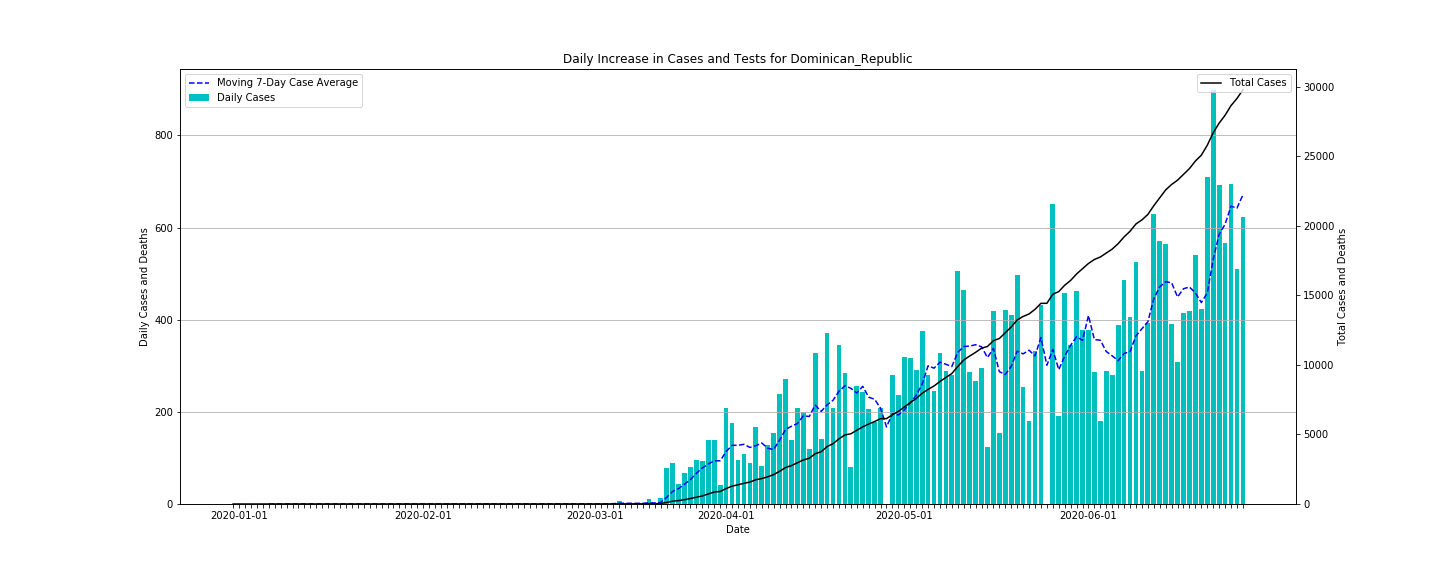 Daily Increase in Cases and Tests for Dominican_Republic
Moving 7-Day Case Average
Daily Cases
Total Cases
800
600
400
200
0
Daily Cases and Deaths
30000
25000
20000
15000
10000
5000
0
Total Cases and Deaths
2020-01-01
2020-02-01
2020-03-01
2020-04-01
2020-05-01
2020-06-01
Date